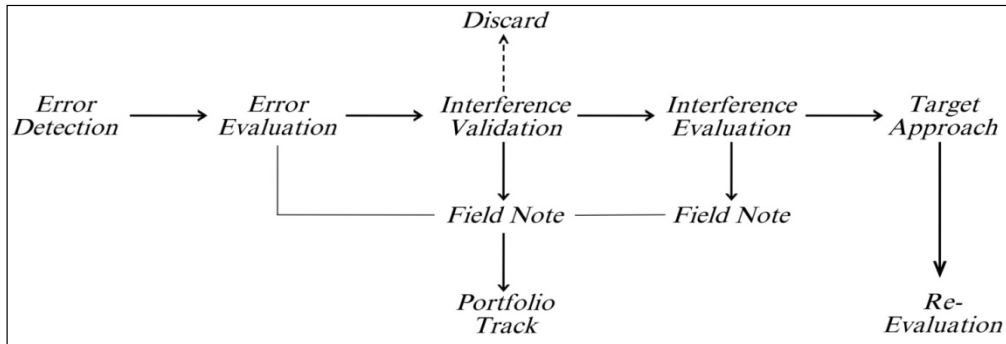 Discard
Error
Detection
Error
Evaluation
Interference
Validation
Interference
Evaluation
Target
Approach
Field Note
Field Note
Portfolio
Track
Re-
Evaluation